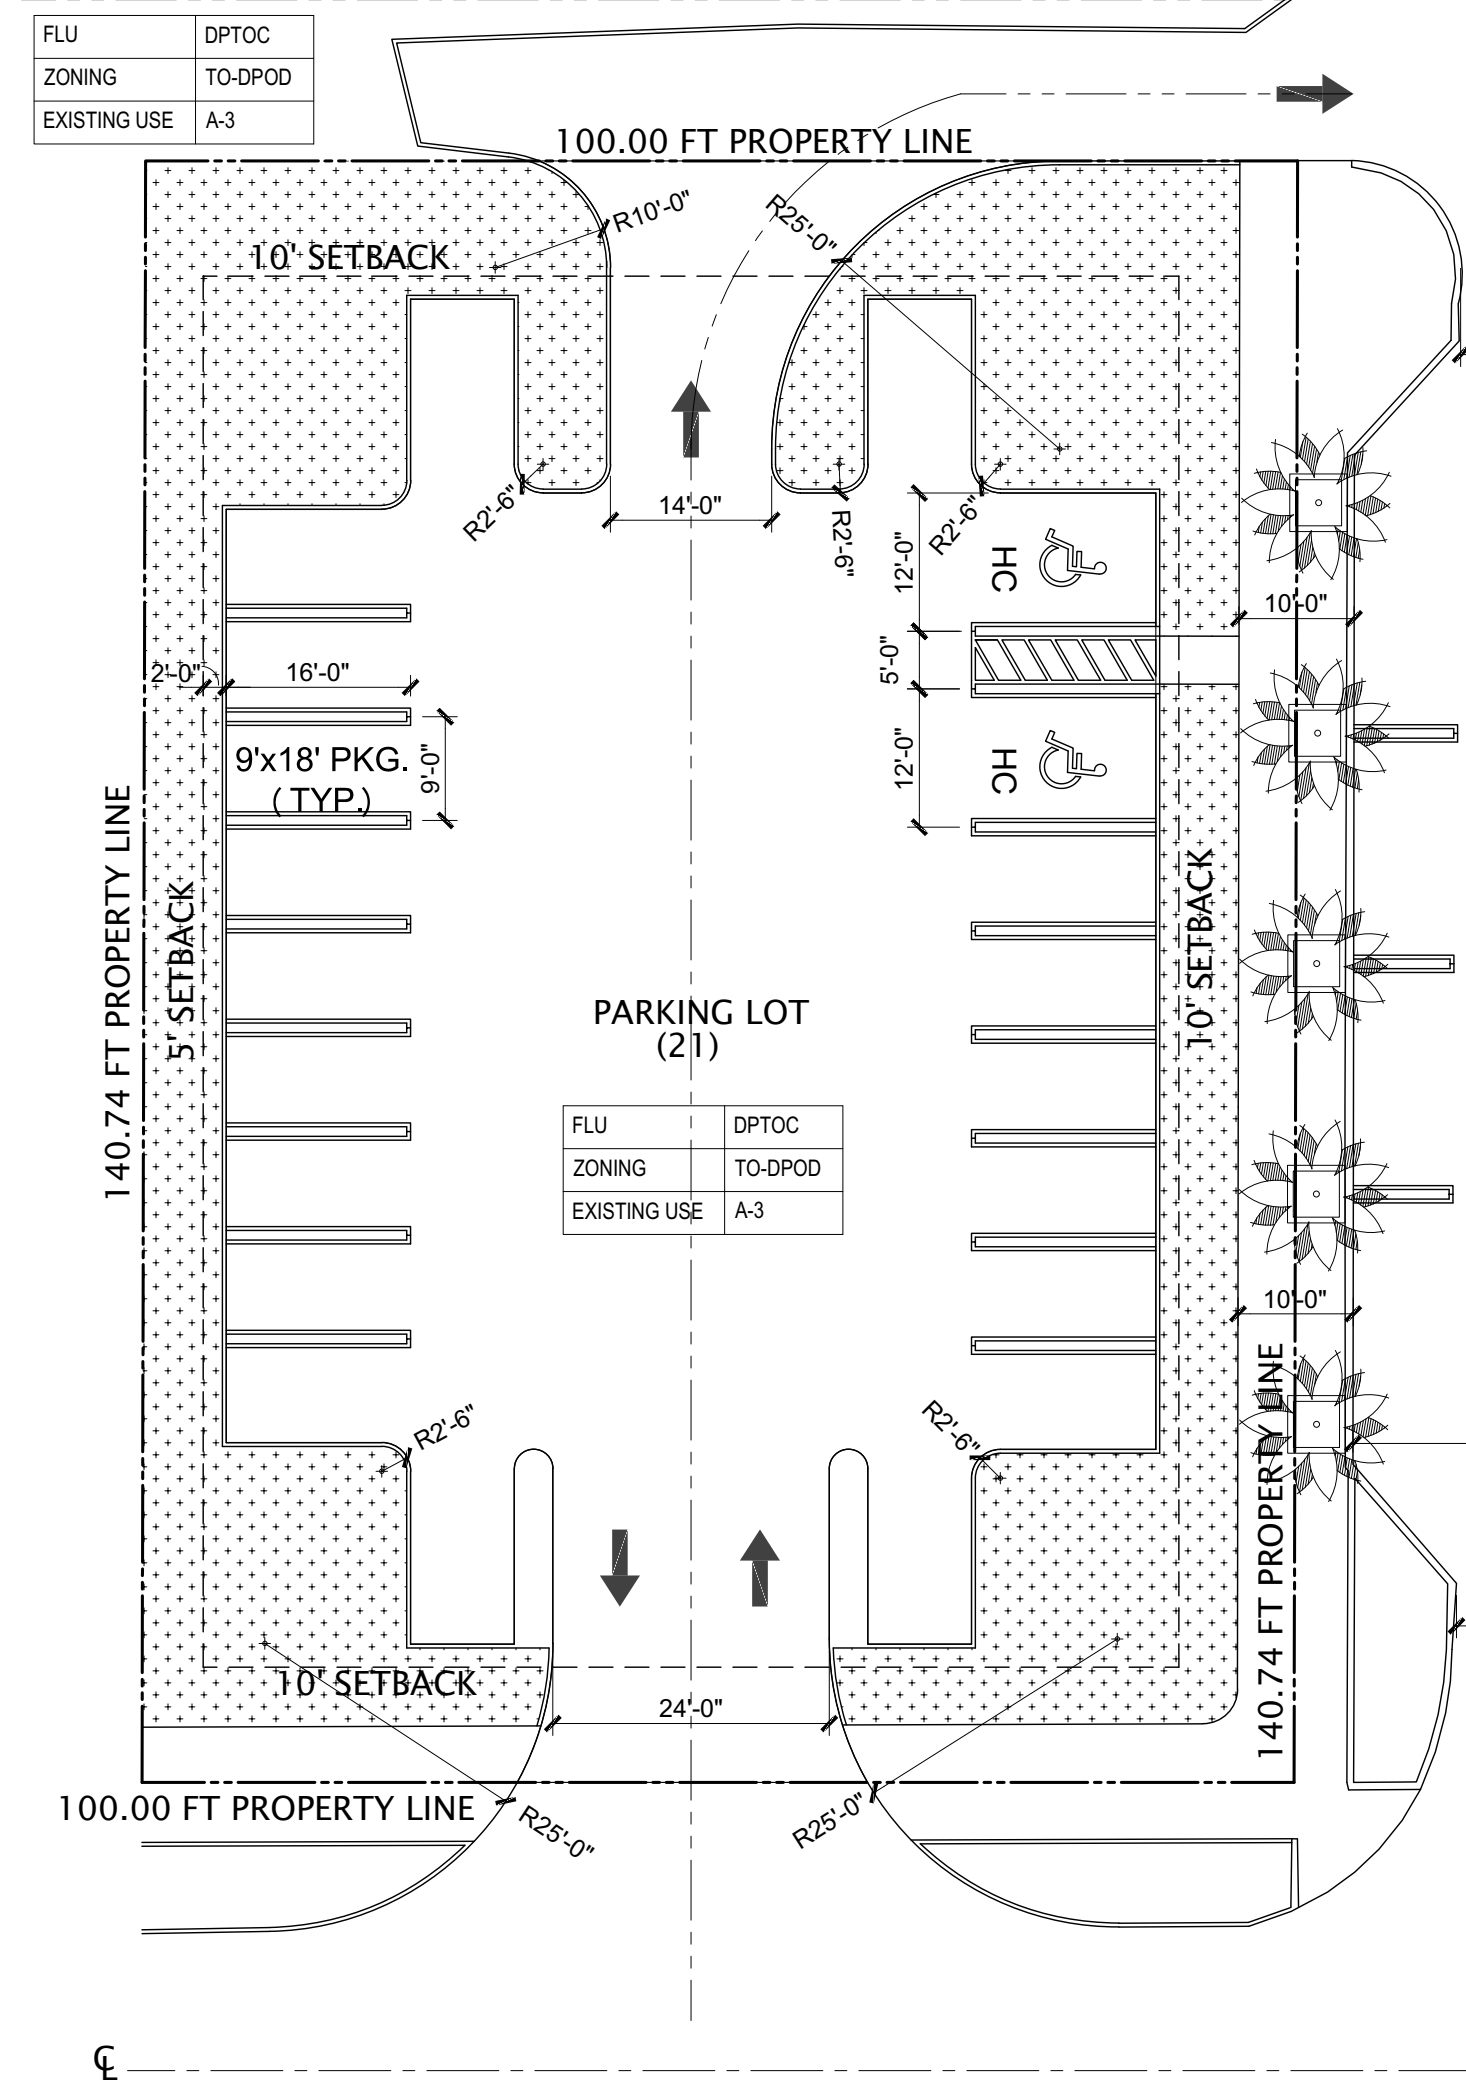 FLU DPTOC
ZONING TO-DPOD
EXISTING USE A-3
100.00 FT PROPERTY LINE
R10'-0"
R25'-0"
10' SETBACK
R2'-6"
14'-0"
R2'-6"
R2'-6"
12'-0"
HC
10'-0"
5'-0"
2'-0"
16'-0"
9'x18' PKG.
( TYP.)
9'-0"
12'-0"
HC
140.74 FT PROPERTY LINE
5' SETBACK
10' SETBACK
PARKING LOT
(21)
FLU DPTOC
ZONING TO-DPOD
EXISTING USE A-3
10'-0"
140.74 FT PROPERTY LINE
R2'-6"
R2'-6"
10' SETBACK
24'-0"
100.00 FT PROPERTY LINE
R25'-0"
R25'-0"
℄